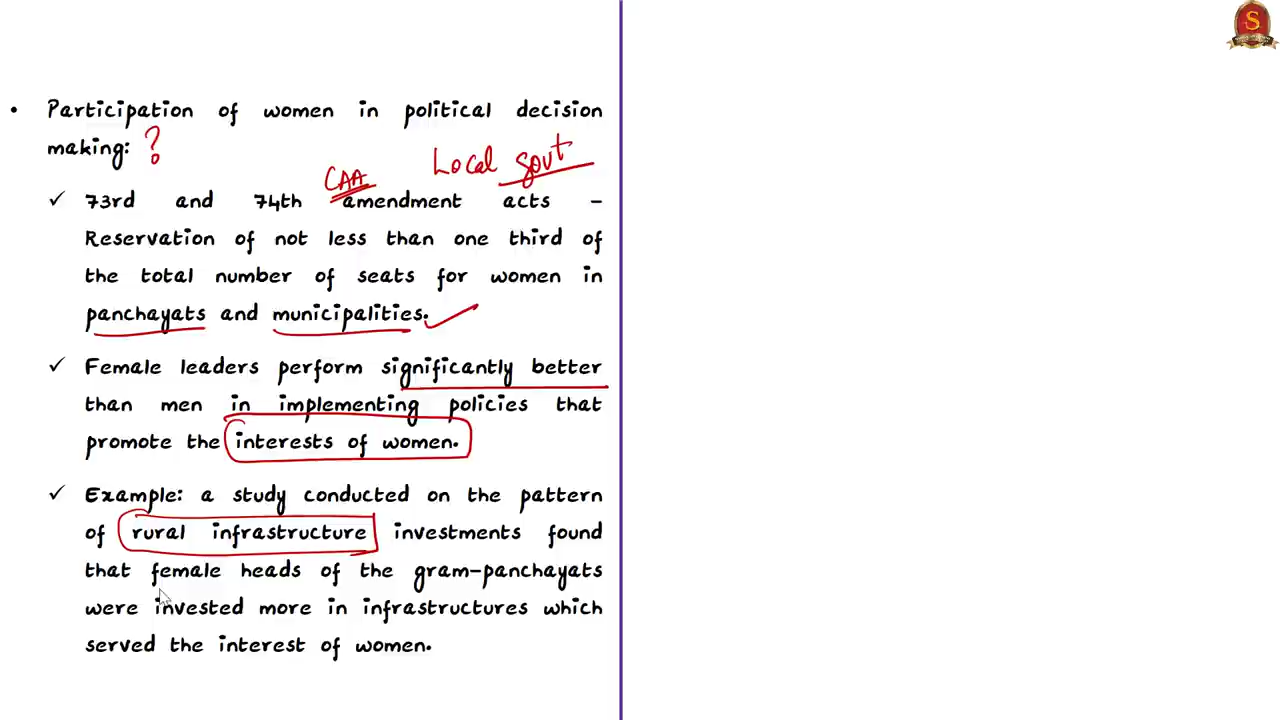 • Participation of women in political decision
making: ?
Local govt
CAA
✓ 73rd and 74th amendment acts –
Reservation of not less than one third of
the total number of seats for women in
panchayats and municipalities.
✓ Female leaders perform significantly better
than men in implementing policies that
promote the interests of women.
✓ Example: a study conducted on the pattern
of rural infrastructure investments found
that female heads of the gram-panchayats
were invested more in infrastructures which
served the interest of women.
S